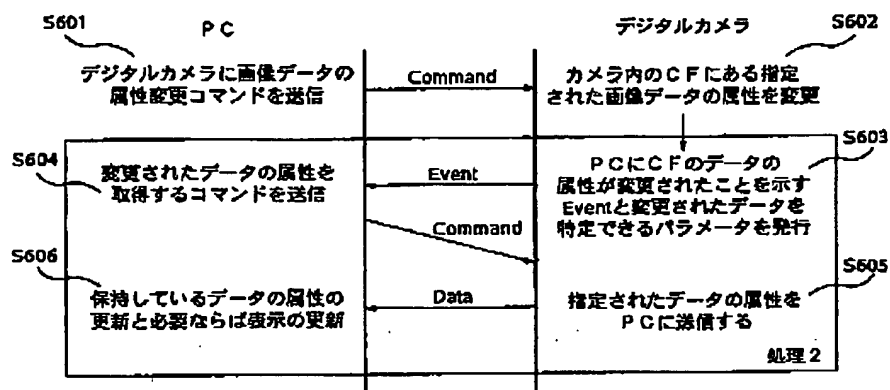 S601
PC
デジタルカメラ
S602
デジタルカメラに画像データの
属性変更コマンドを送信
Command
カメラ内のCFにある指定
された画像データの属性を変更
S603
S604
変更されたデータの属性を
取得するコマンドを送信
Event
PCにCFのデータの
属性が変更されたことを示す
Eventと変更されたデータを
特定できるパラメータを発行
Command
S606
S605
保持しているデータの属性の
更新と必要ならば表示の更新
Data
指定されたデータの属性を
PCに送信する
処理2